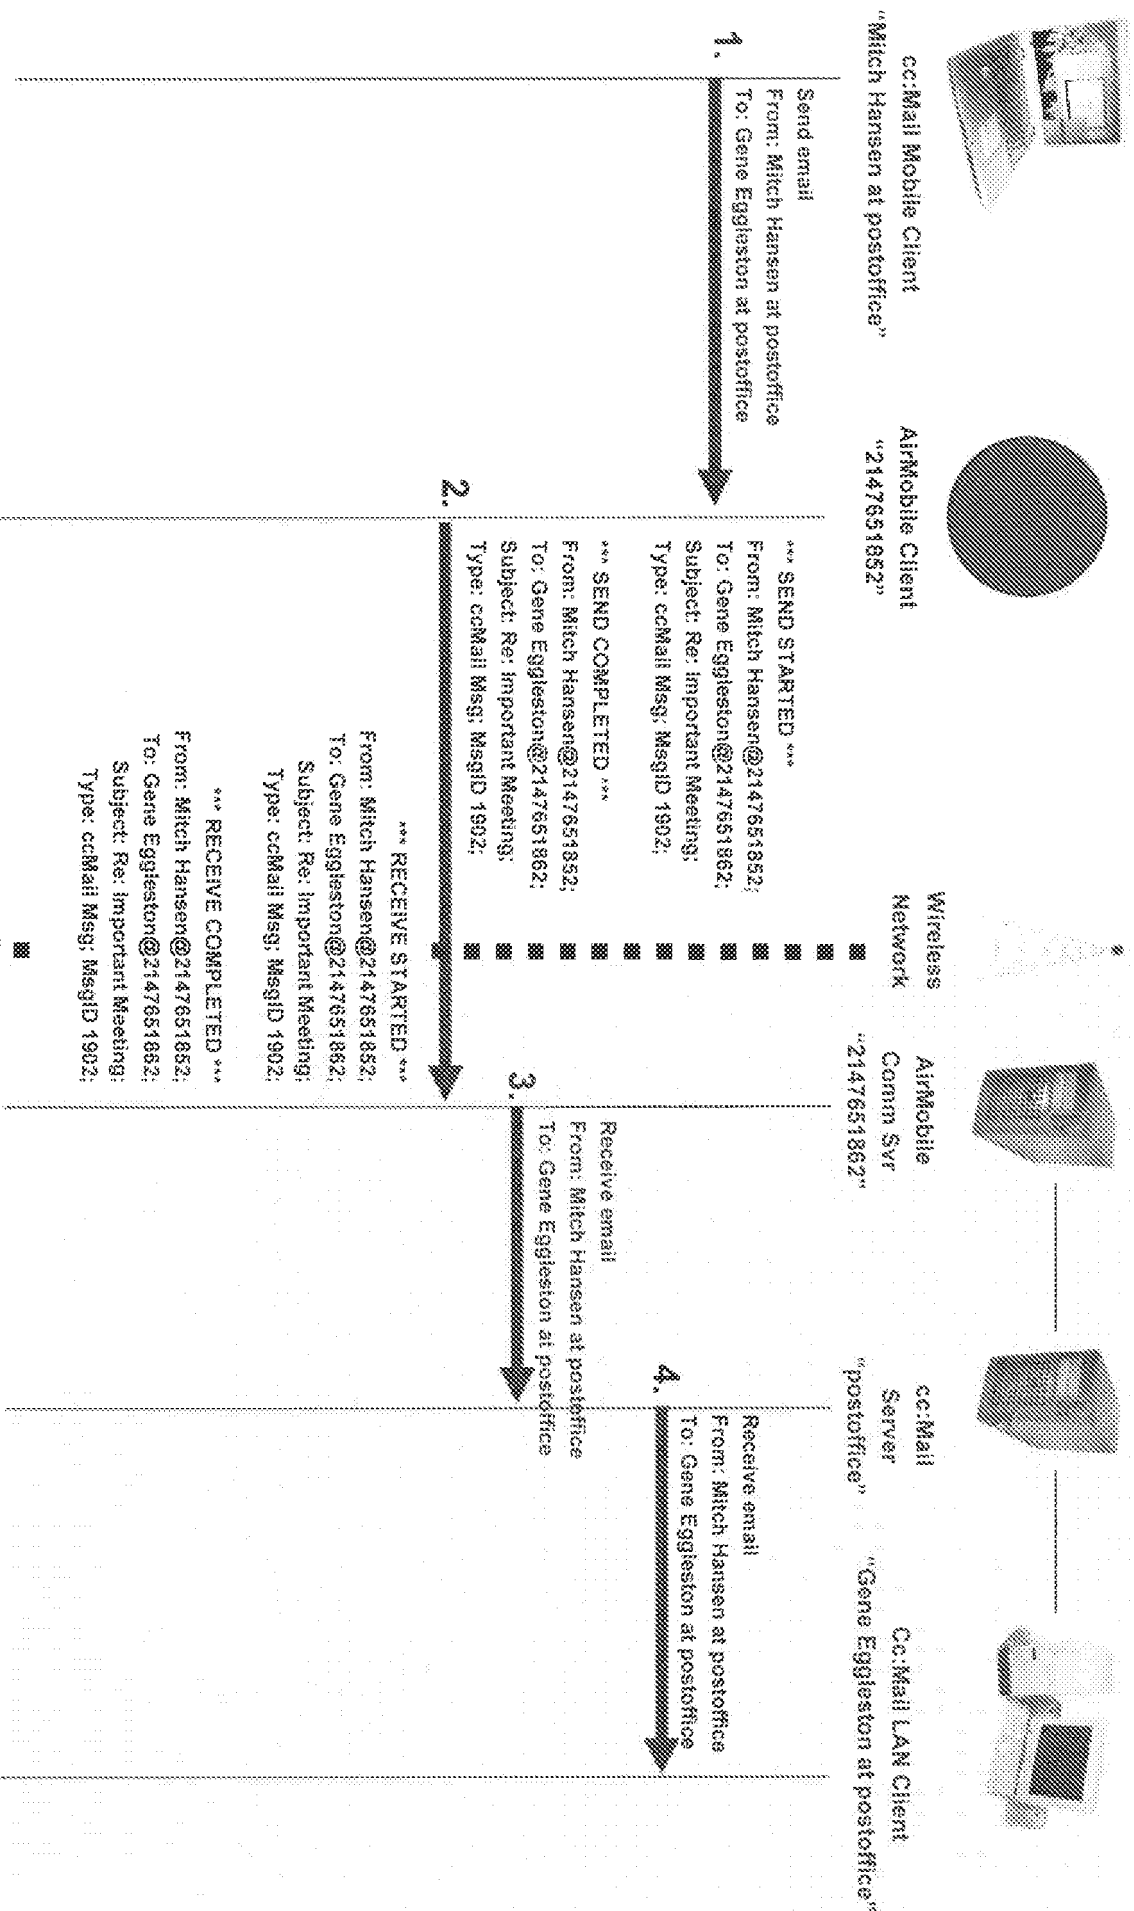 cc:Mail Mobile Client
"Mitch Hansen at postoffice"
AirMobile Client
"2147651852"
Wireless
Network
AirMobile
Comm Svr
"2147651862"
cc:Mail
Server
"postoffice"
Cc:Mail LAN Client
"Gene Eggleston at postoffice"
1.
Send email
From: Mitch Hansen at postoffice
To: Gene Eggleston at postoffice
*** SEND STARTED ***
From: Mitch Hansen@2147651852;
To: Gene Eggleston@2147651862;
Subject: Re: Important Meeting;
Type: ccMail Msg; MsgID 1902;
*** SEND COMPLETED ***
From: Mitch Hansen@2147651852;
To: Gene Eggleston@2147651862;
Subject: Re: Important Meeting;
Type: ccMail Msg; MsgID 1902;
2.
*** RECEIVE STARTED ***
From: Mitch Hansen@2147651852;
To: Gene Eggleston@2147651862;
Subject: Re: Important Meeting;
Type: ccMail Msg; MsgID 1902;
*** RECEIVE COMPLETED ***
From: Mitch Hansen@2147651852;
To: Gene Eggleston@2147651862;
Subject: Re: Important Meeting;
Type: ccMail Msg; MsgID 1902;
3.
Receive email
From: Mitch Hansen at postoffice
To: Gene Eggleston at postoffice
4.
Receive email
From: Mitch Hansen at postoffice
To: Gene Eggleston at postoffice